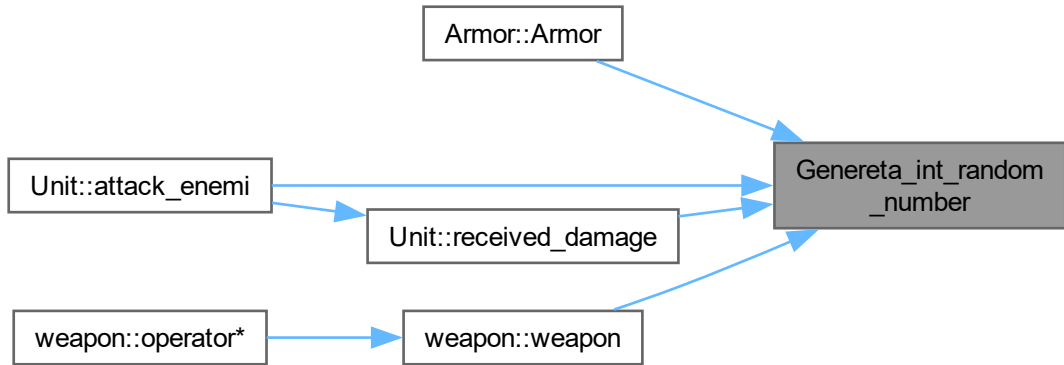 Armor::Armor
Genereta_int_random
_number
Unit::attack_enemi
Unit::received_damage
weapon::operator*
weapon::weapon